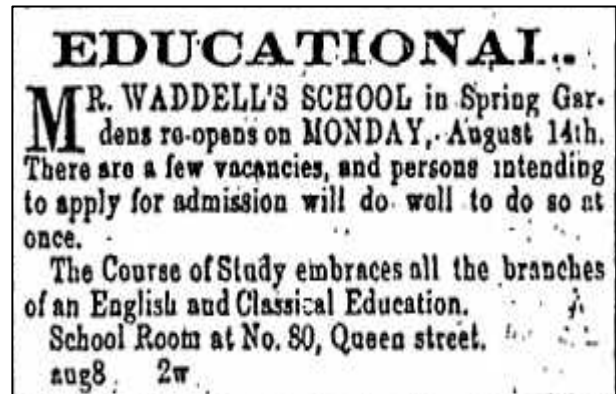 EDUCATIONAL.
MR. WADDELL'S SCHOOL in Spring Gar-
dens re-opens on MONDAY, August 14th.
There are a few vacancies, and persons intending
to apply for admission will do well to do so at
once.
The Course of Study embraces all the branches
of an English and Classical Education.
School Room at No. 80, Queen street.
aug8 2w